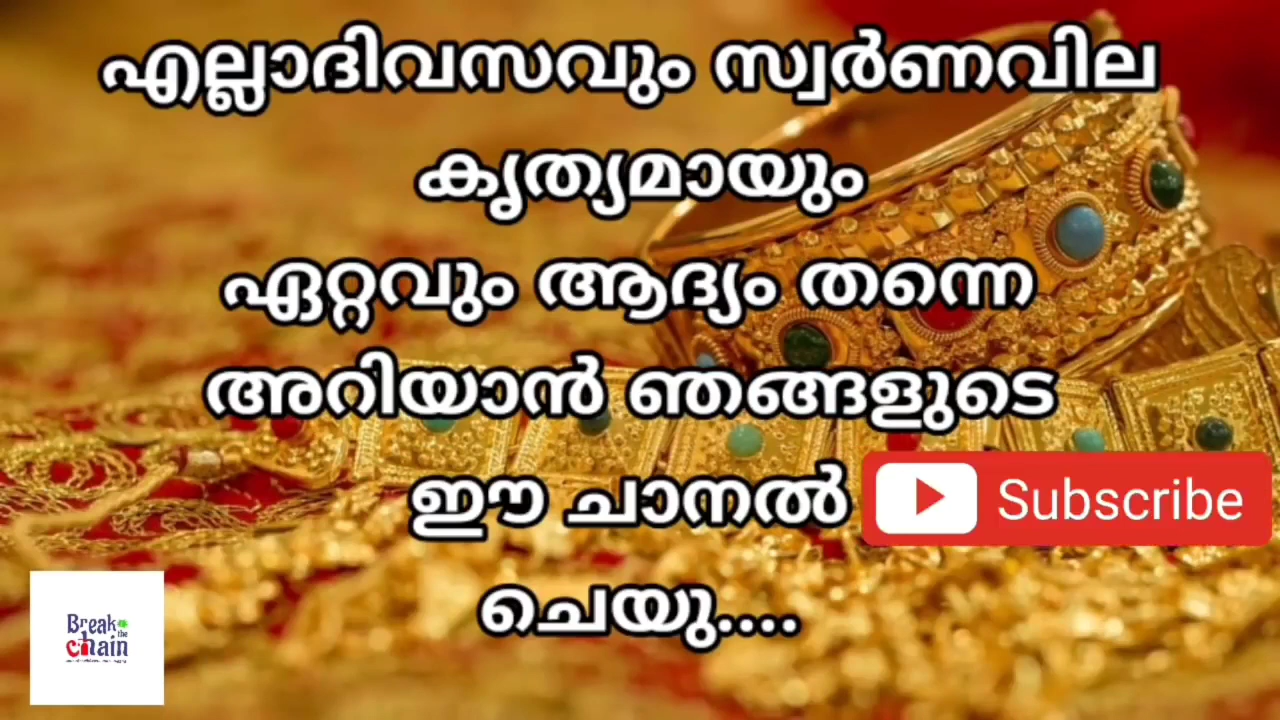 എല്ലാദിവസവും സ്വർണവില
കൃത്യമായും
ഏറ്റവും ആദ്യം തന്നെ
അറിയാൻ ഞങ്ങളുടെ
ഈ ചാനൽ Subscribe
ചെയു....
Break
the
chain